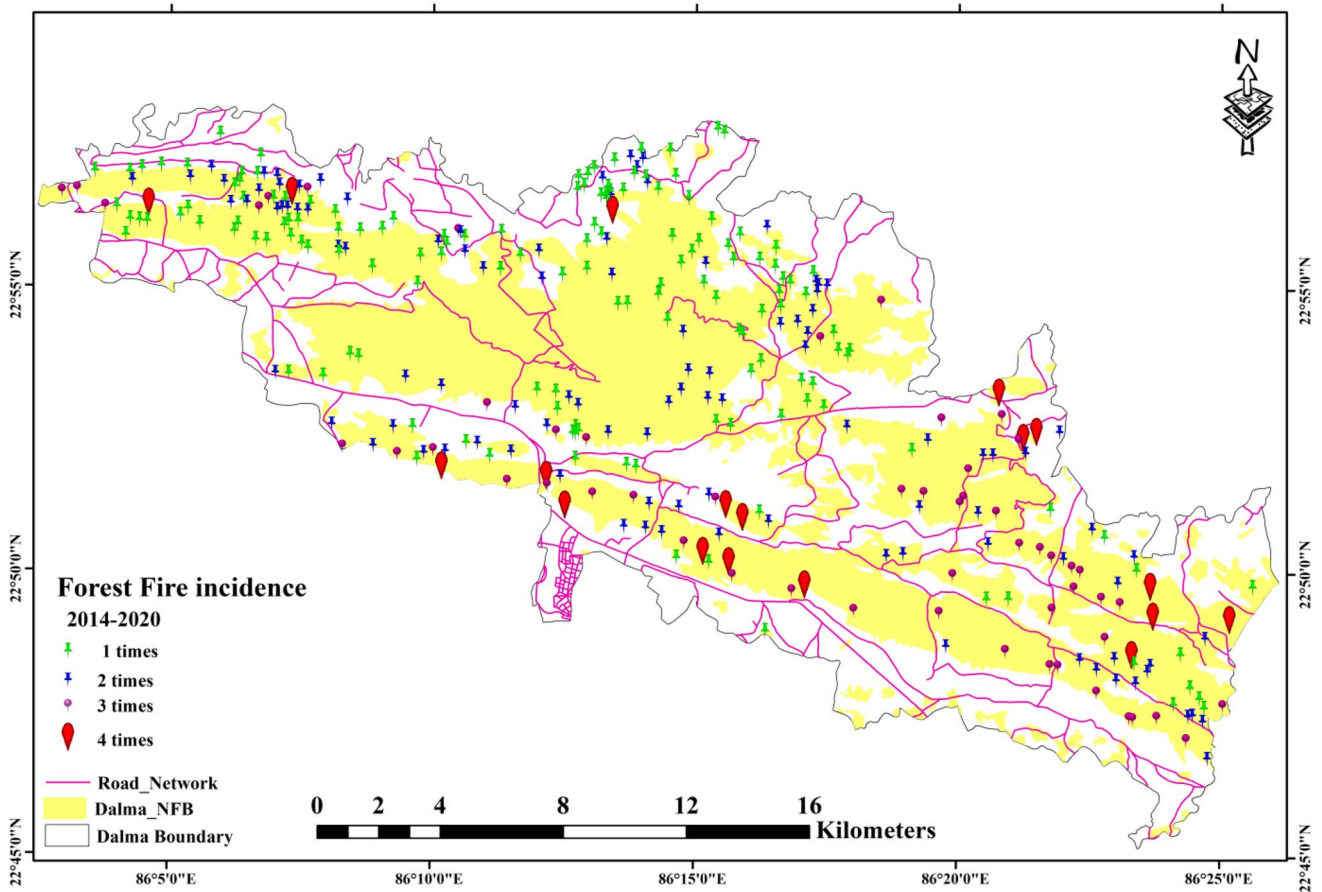 N
22°55'0"N
22°55'0"N
22°50'0"N
22°50'0"N
Forest Fire incidence
2014-2020
1 times
2 times
3 times
4 times
Road_Network
Dalma_NFB
Dalma Boundary
0 2 4 8 12 16
Kilometers
22°45'0"N
22°45'0"N
86°5'0"E 86°10'0"E 86°15'0"E 86°20'0"E 86°25'0"E